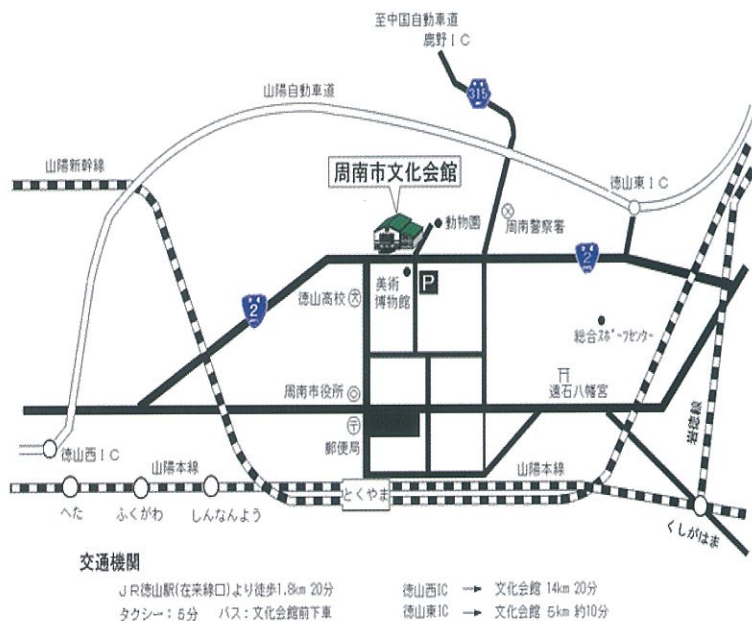 至中国自動車道
鹿野IC
315
山陽自動車道
山陽新幹線
周南市文化会館
徳山東IC
動物園
周南警察署
2
2
美術
博物館
P
徳山高校
文
総合スポーツセンター
周南市役所
遠石八幡宮
〒
郵便局
岩徳線
徳山西IC
山陽本線
山陽本線
とくやま
へた
ふくがわ
しんなんよう
くしがはま
交通機関
JR徳山駅(在来線口)より徒歩1.8km 20分
徳山西IC → 文化会館 14km 20分
タクシー:5分 バス:文化会館前下車
徳山東IC → 文化会館 5km 約10分